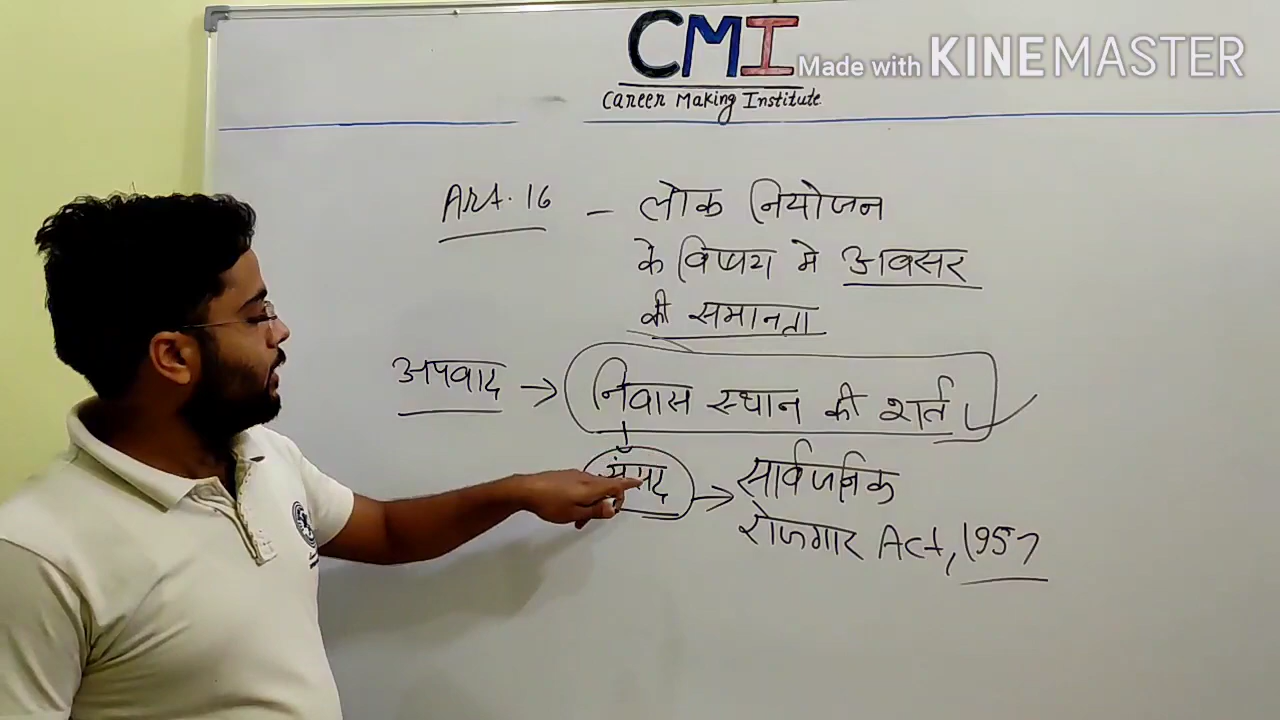 CMI
Made with KINEMASTER
Career Making Institute
Art. 16 – लोक नियोजन
के विषय मे अवसर
की समानता
अपवाद → निवास स्थान की शर्त
संसद → सार्वजनिक
रोजगार Act, 1957